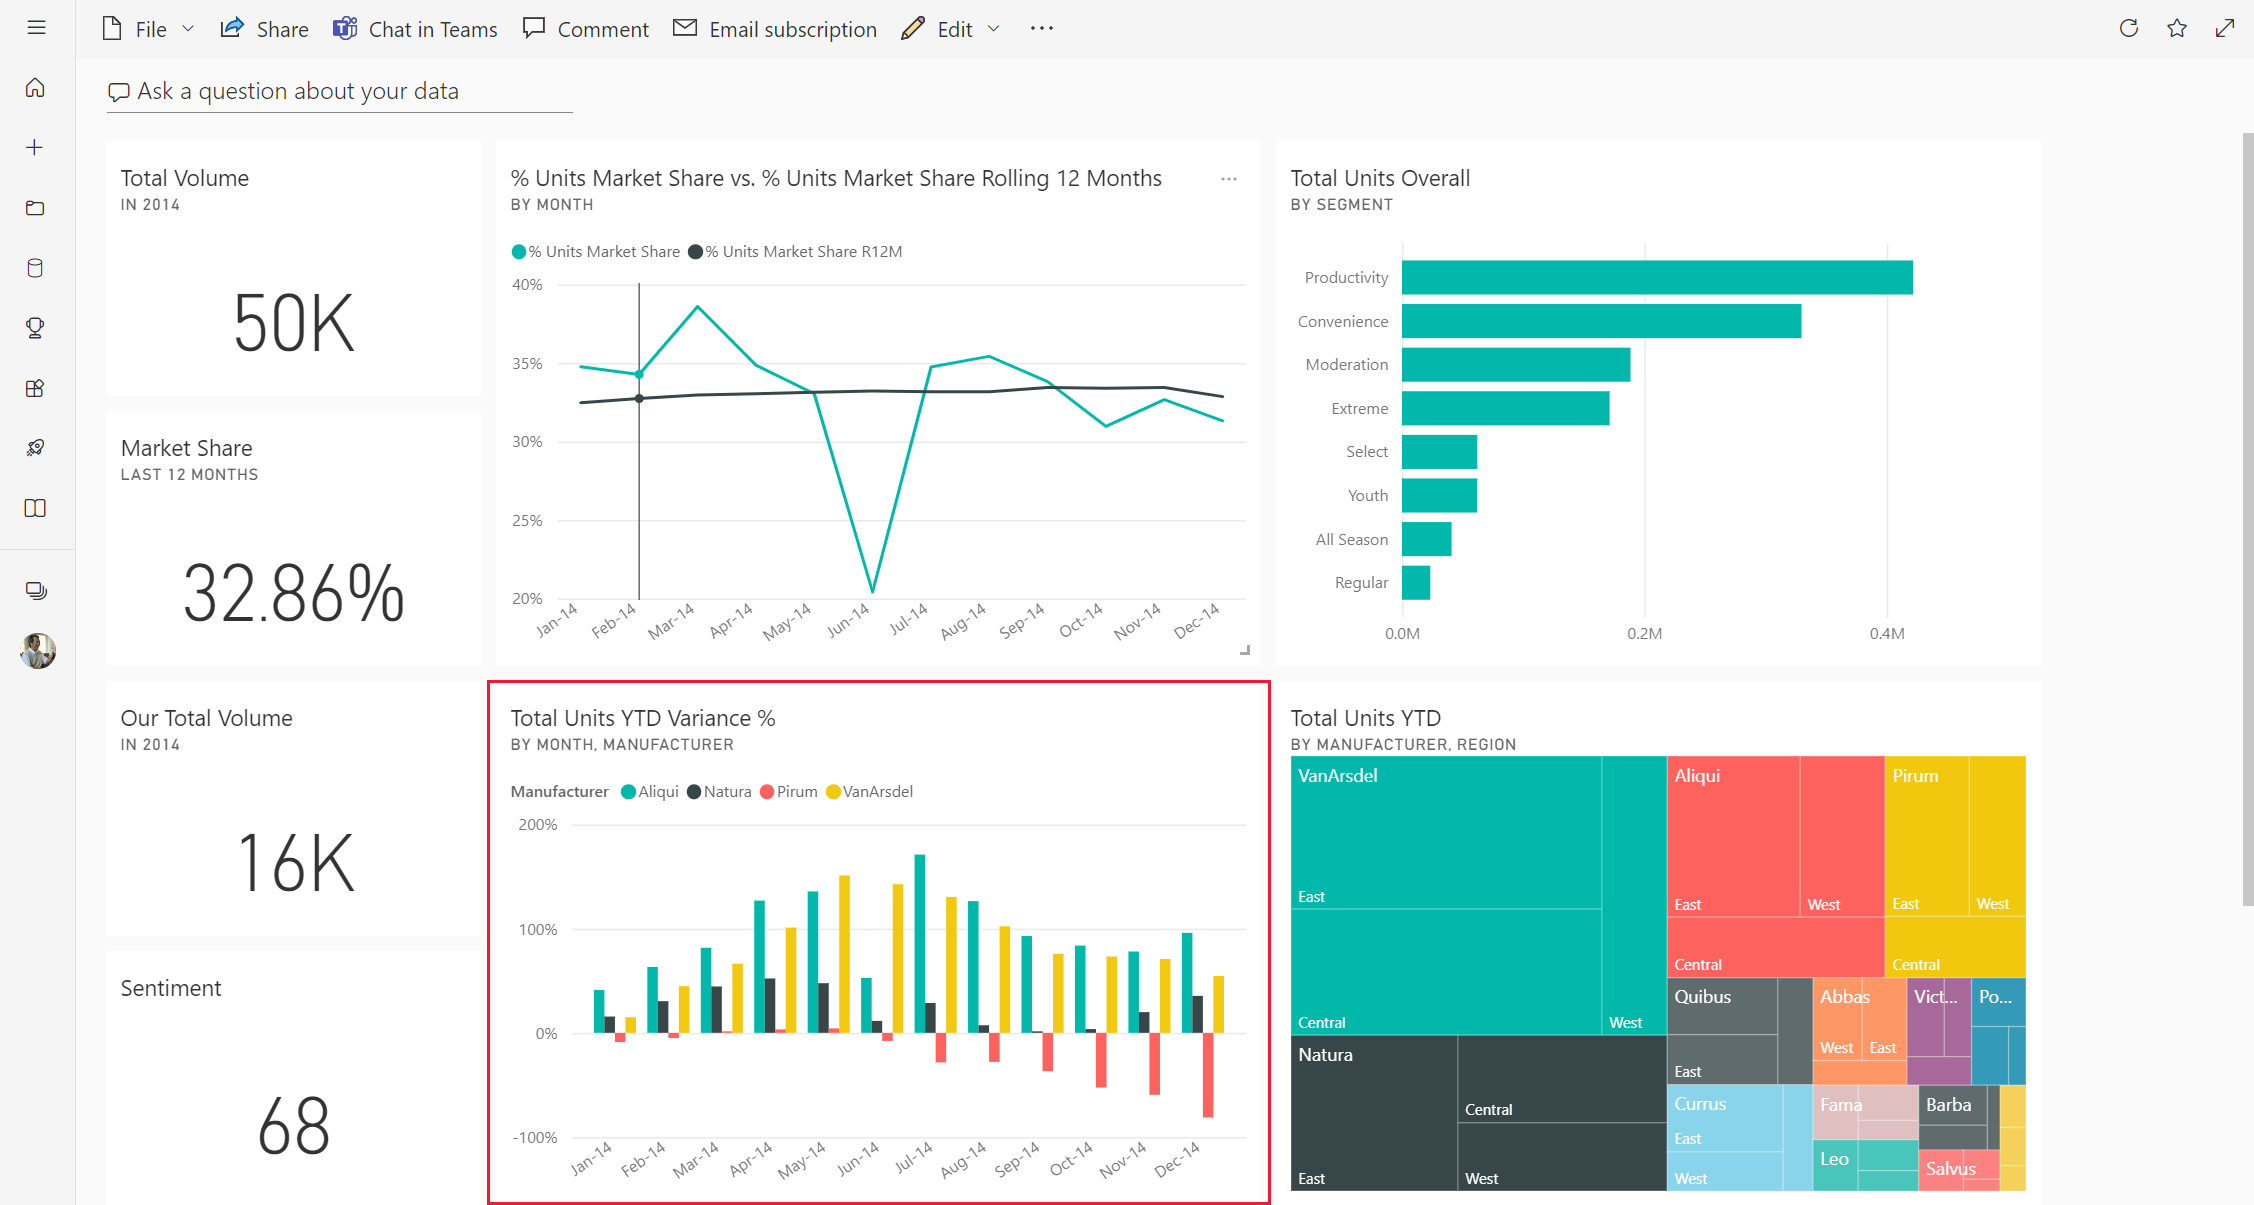 File
Share
Chat in Teams
Comment
Email subscription
Edit
Ask a question about your data
Total Volume
IN 2014
50K
Market Share
LAST 12 MONTHS
32.86%
Our Total Volume
IN 2014
16K
Sentiment
68
% Units Market Share vs. % Units Market Share Rolling 12 Months
BY MONTH
% Units Market Share % Units Market Share R12M
40%
35%
30%
25%
20%
Jan-14 Feb-14 Mar-14 Apr-14 May-14 Jun-14 Jul-14 Aug-14 Sep-14 Oct-14 Nov-14 Dec-14
Total Units Overall
BY SEGMENT
Productivity
Convenience
Moderation
Extreme
Select
Youth
All Season
Regular
0.0M 0.2M 0.4M
Total Units YTD Variance %
BY MONTH, MANUFACTURER
Manufacturer Aliqui Natura Pirum VanArsdel
200%
100%
0%
-100%
Jan-14 Feb-14 Mar-14 Apr-14 May-14 Jun-14 Jul-14 Aug-14 Sep-14 Oct-14 Nov-14 Dec-14
Total Units YTD
BY MANUFACTURER, REGION
VanArsdel
East
Central
West
Natura
East
Central
West
Aliqui
East
West
Central
Pirum
East
West
Central
Quibus
East
Abbas
West
East
Vict...
Po...
Currus
East
West
Fama
Barba
Leo
Salvus